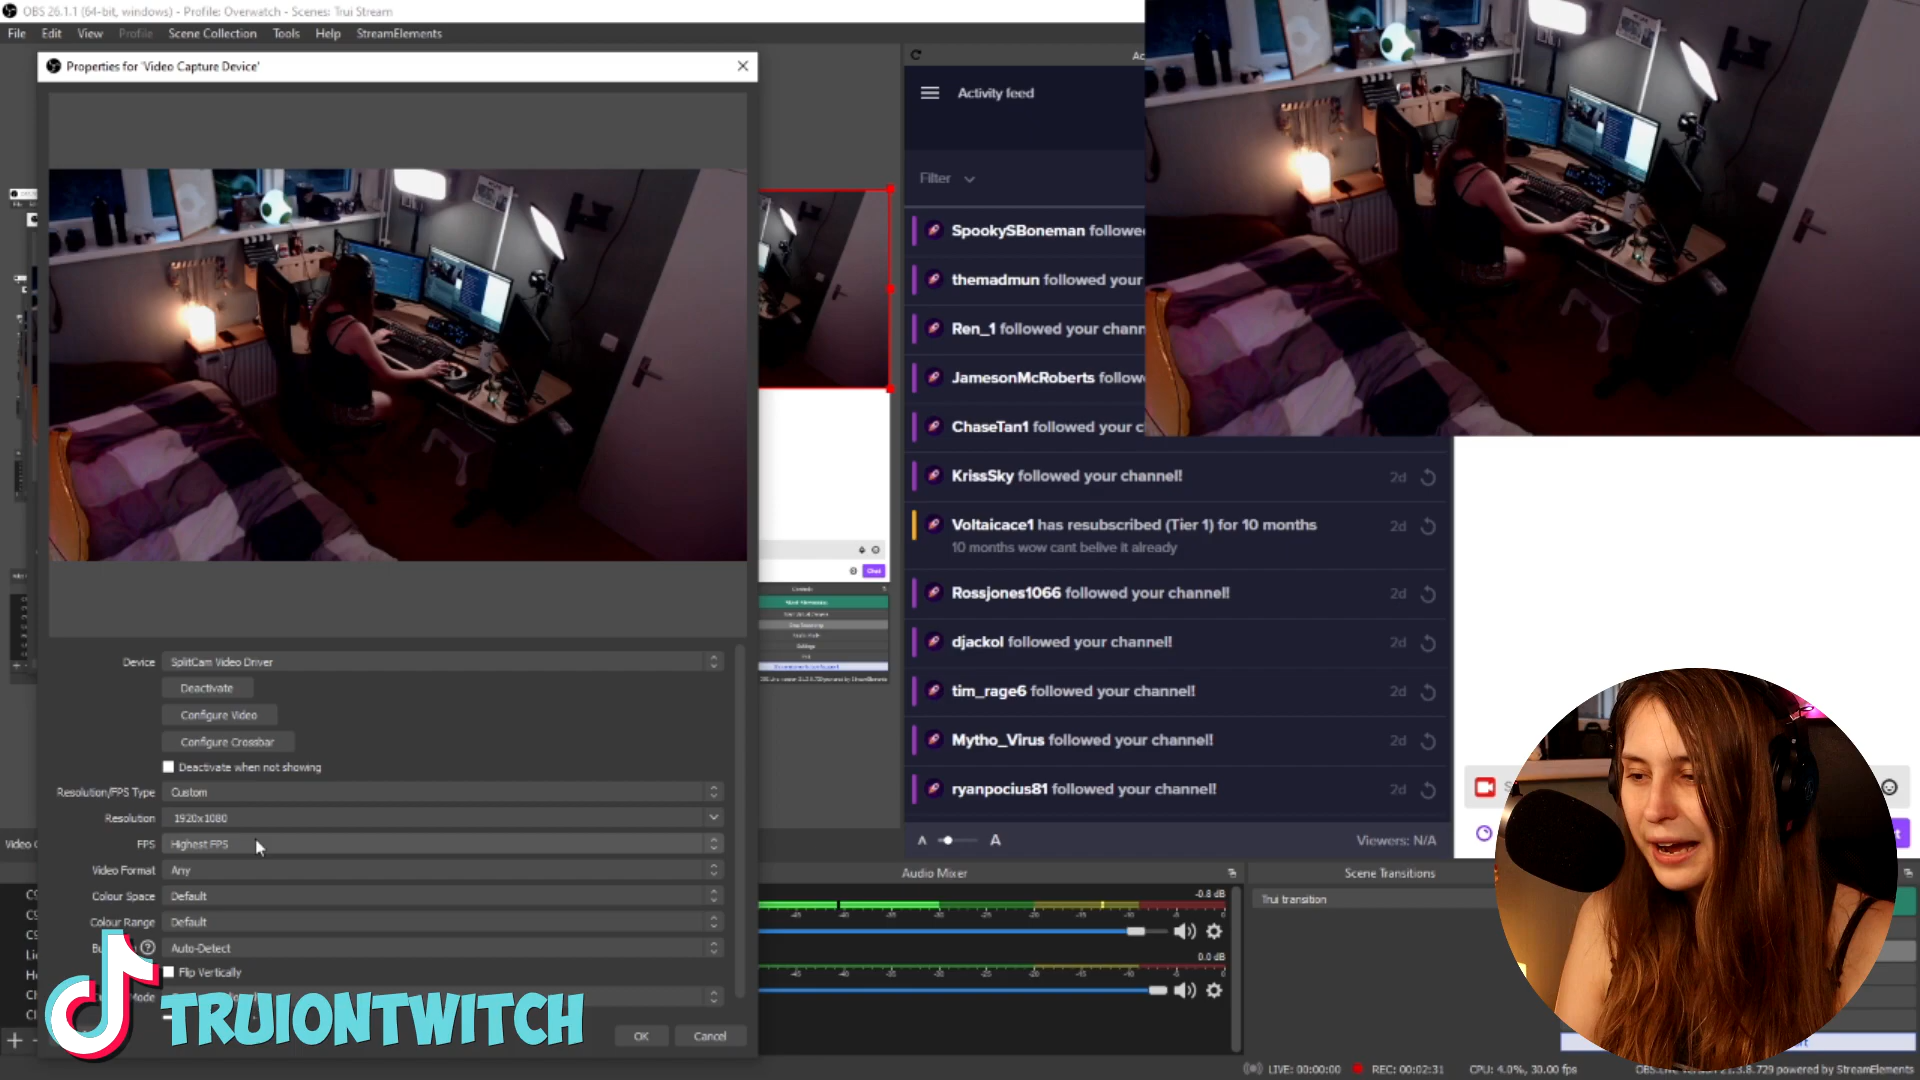 OBS 26.1.1 (64-bit, windows) - Profile: Overwatch - Scenes: Trui Stream
File Edit View Profile Scene Collection Tools Help StreamElements
Properties for 'Video Capture Device'
Activity feed
Filter
SpookySBoneman followed
themadmun followed your
Ren_1 followed your chann
JamesonMcRoberts follow
ChaseTan1 followed your c
KrissSky followed your channel! 2d
Voltaicace1 has resubscribed (Tier 1) for 10 months 2d
10 months wow cant belive it already
Rossjones1066 followed your channel! 2d
djackol followed your channel! 2d
tim_rage6 followed your channel! 2d
Mytho_Virus followed your channel! 2d
ryanpocius81 followed your channel! 2d
A A Viewers: N/A
Chat
Device SplitCam Video Driver
Deactivate
Configure Video
Configure Crossbar
Deactivate when not showing
Resolution/FPS Type Custom
Resolution 1920x1080
FPS Highest FPS
Video Format Any
Colour Space Default
Colour Range Default
Auto-Detect
Flip Vertically
Mode
OK Cancel
TRUIONTWITCH
Audio Mixer
-0.8 dB
0.0 dB
Scene Transitions
Trui transition
LIVE: 00:00:00 REC: 00:02:31 CPU: 4.0%, 30.00 fps
powered by StreamElements